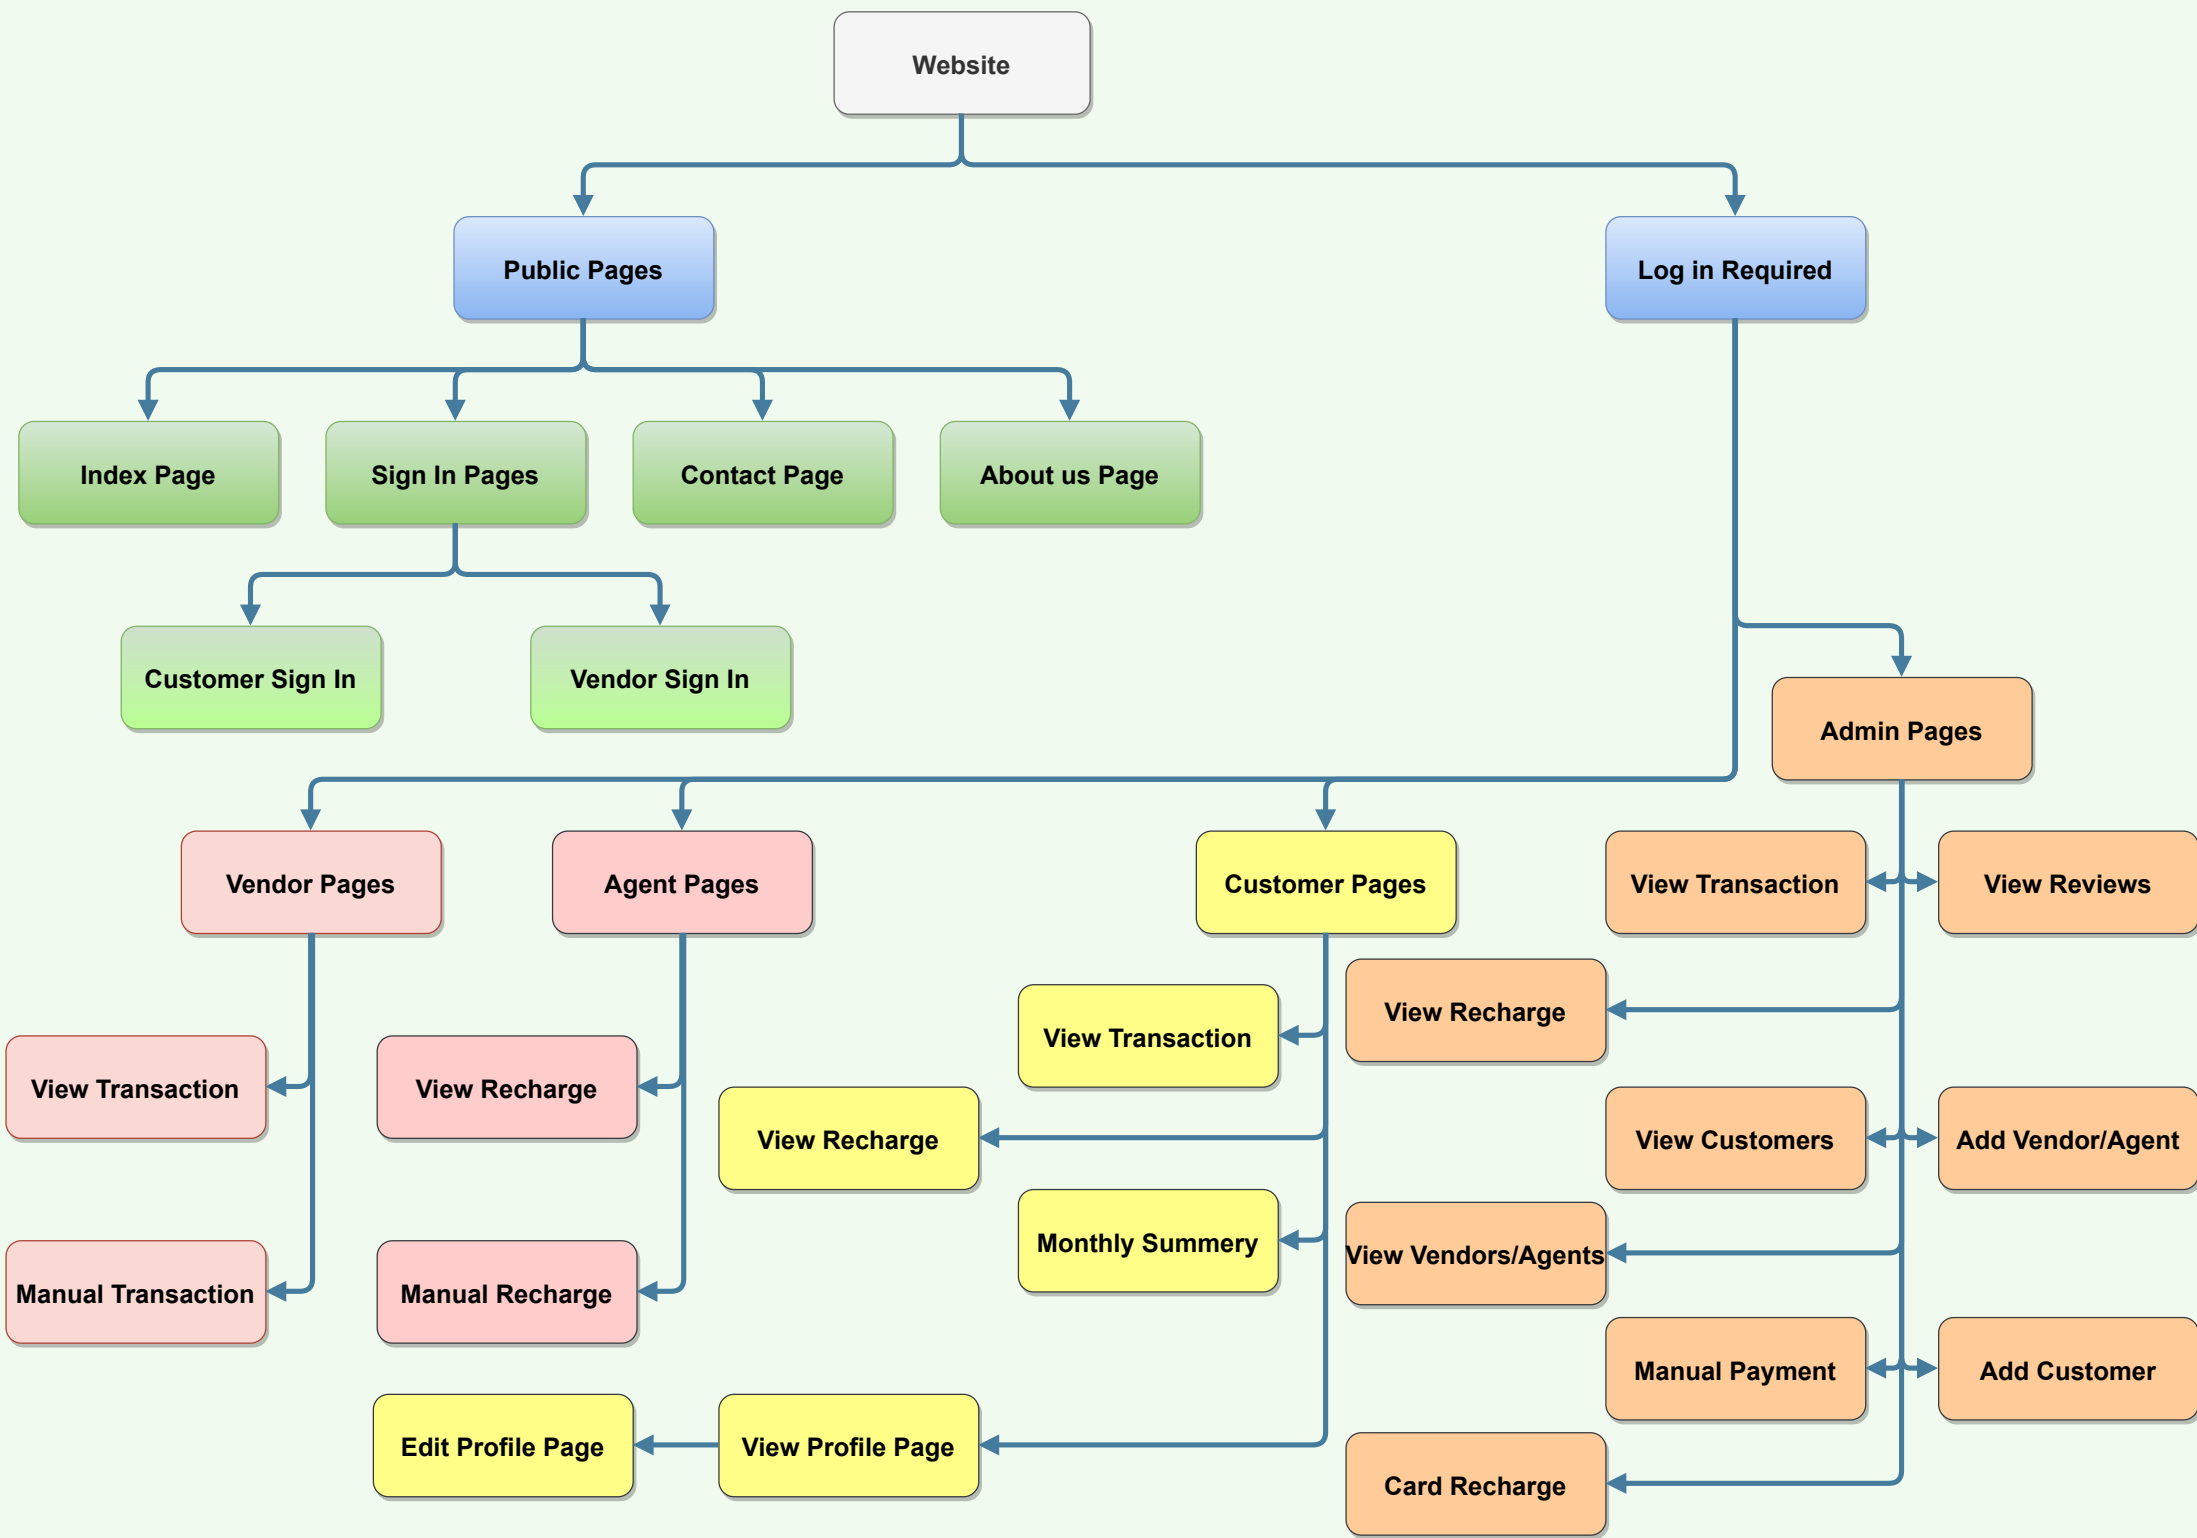 Website
Public Pages
Log in Required
Index Page
Sign In Pages
Contact Page
About us Page
Customer Sign In
Vendor Sign In
Admin Pages
Vendor Pages
Agent Pages
Customer Pages
View Transaction
View Reviews
View Recharge
View Transaction
View Transaction
View Recharge
View Recharge
View Customers
Add Vendor/Agent
Monthly Summery
View Vendors/Agents
Manual Transaction
Manual Recharge
Manual Payment
Add Customer
Edit Profile Page
View Profile Page
Card Recharge